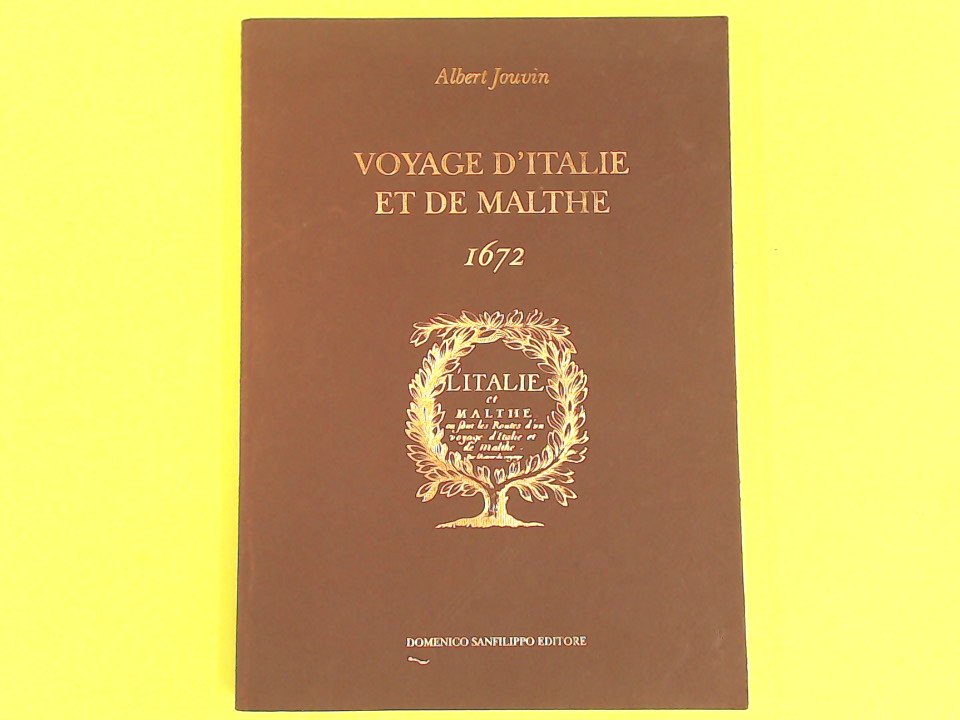 Albert Jouvin
VOYAGE D'ITALIE
ET DE MALTHE
1672
L'ITALIE
et
MALTHE
ou sont les Routes d'un
voyage d'Italie et
de Malthe.
DOMENICO SANFILIPPO EDITORE